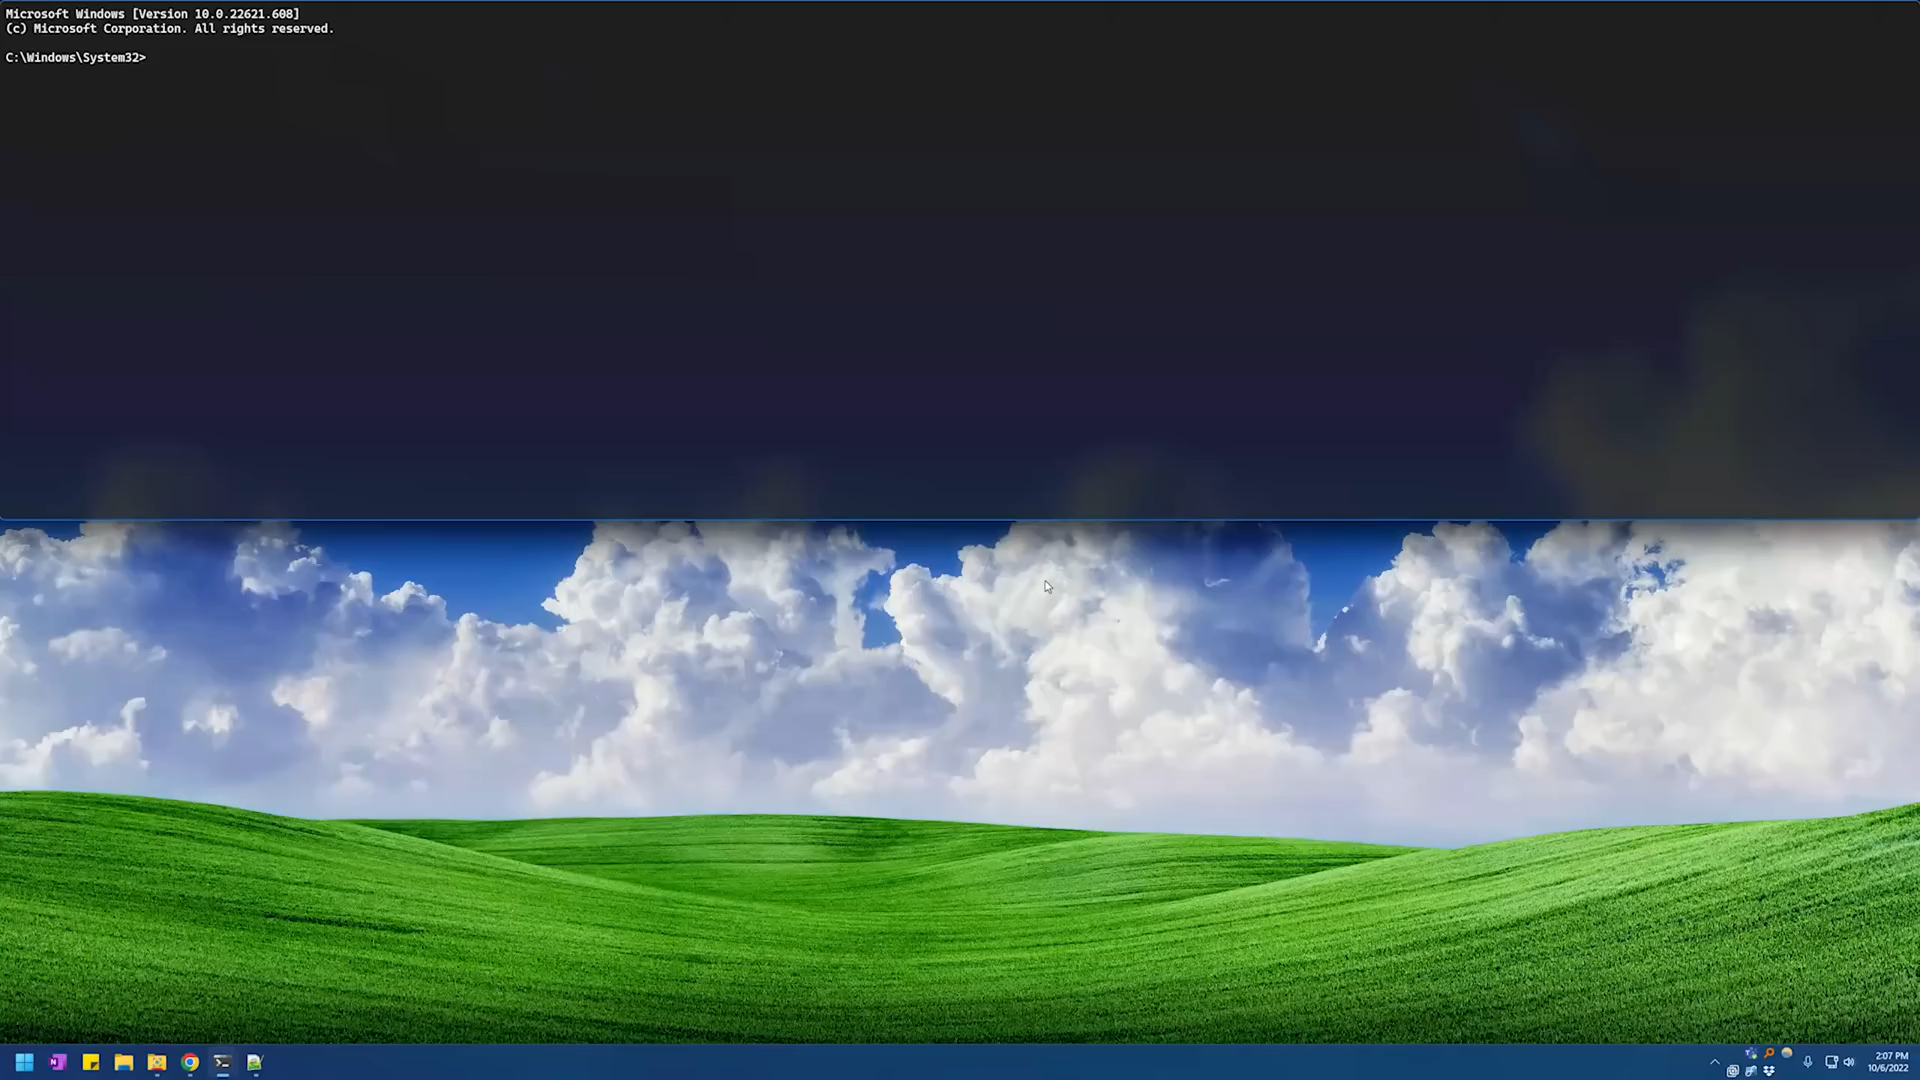 Microsoft Windows [Version 10.0.22621.608]
(c) Microsoft Corporation. All rights reserved.
C:\Windows\System32>
N
2:07 PM
10/6/2022